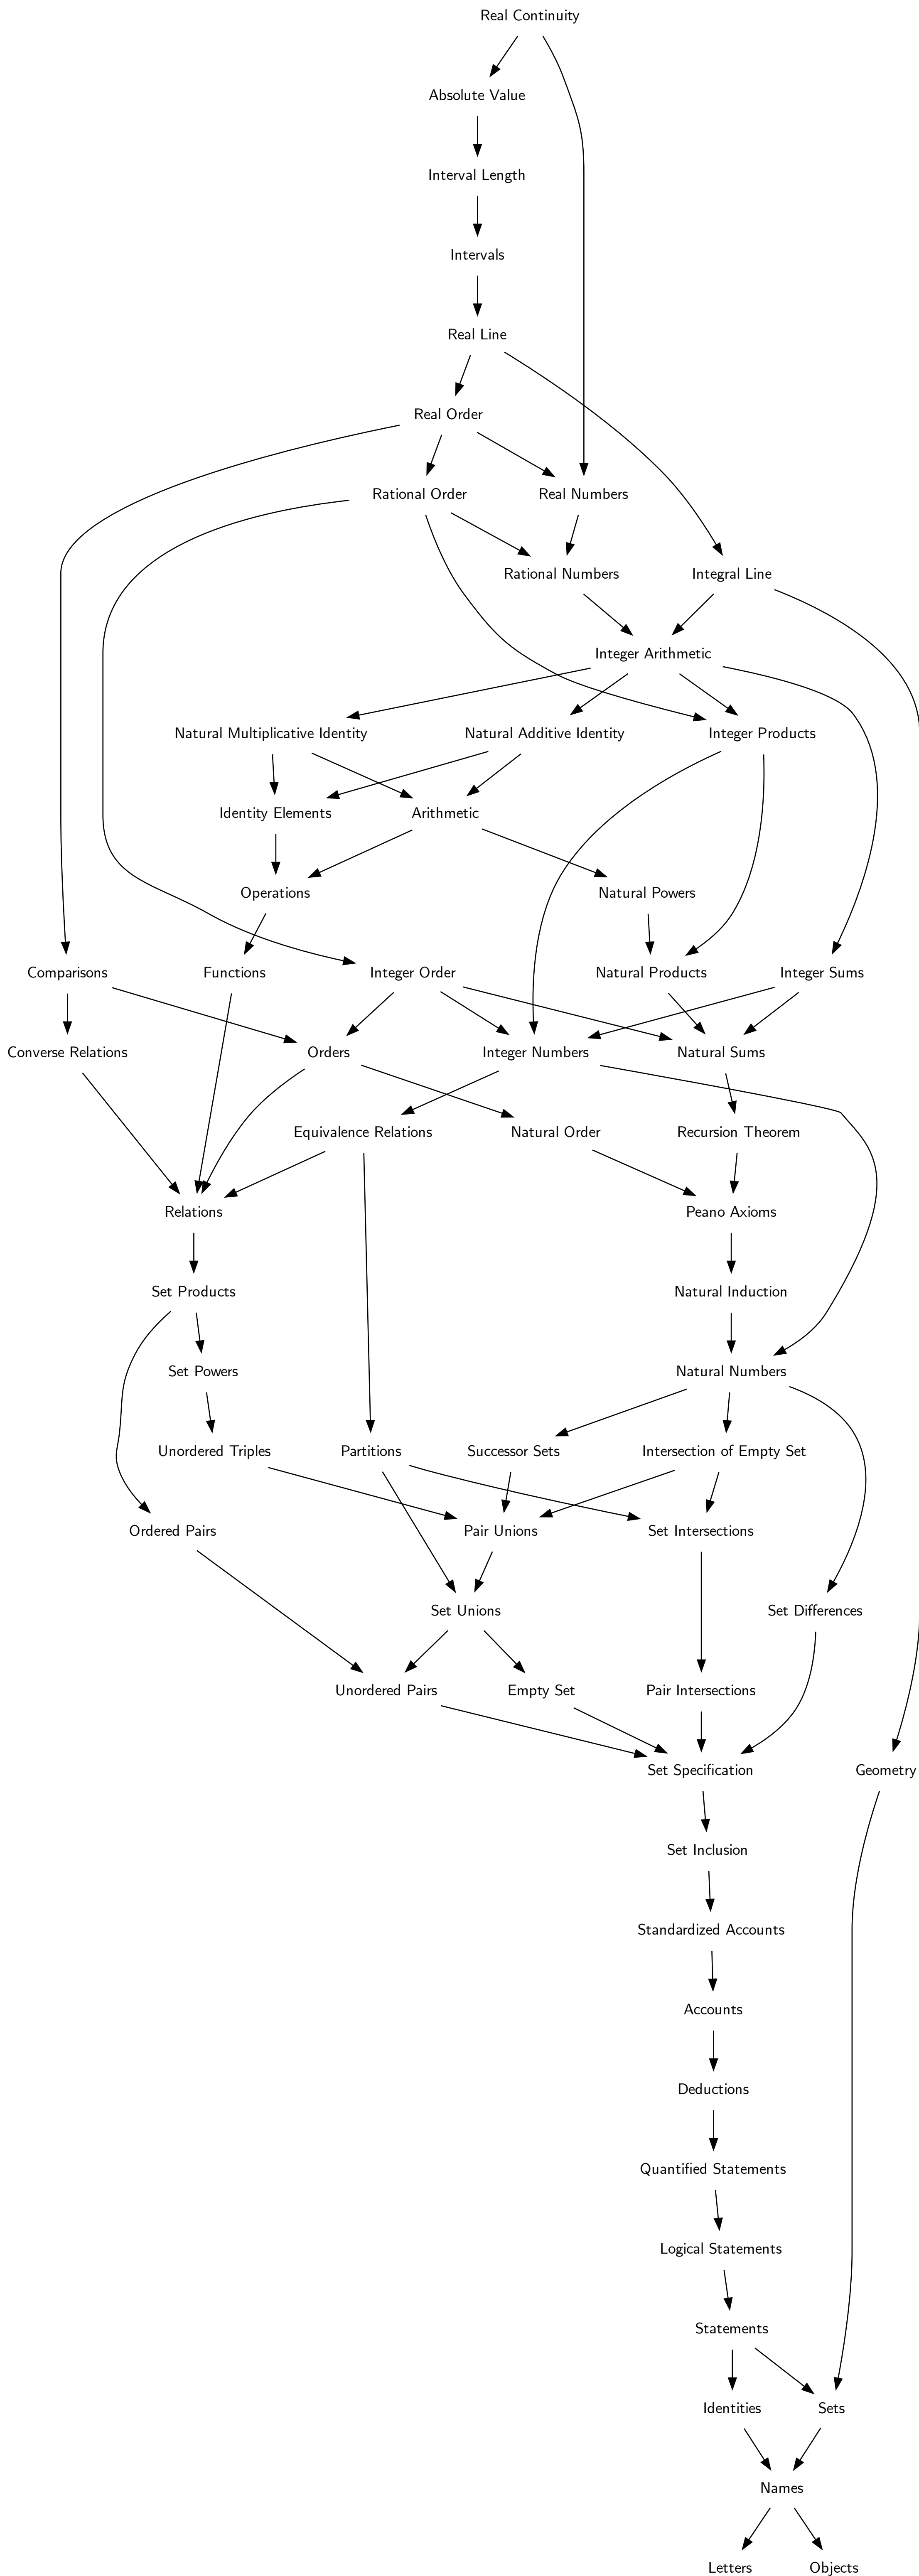 Real Continuity
Absolute Value
Interval Length
Intervals
Real Line
Real Order
Rational Order
Real Numbers
Rational Numbers
Integral Line
Integer Arithmetic
Natural Multiplicative Identity
Natural Additive Identity
Integer Products
Identity Elements
Arithmetic
Operations
Natural Powers
Comparisons
Functions
Integer Order
Natural Products
Integer Sums
Converse Relations
Orders
Integer Numbers
Natural Sums
Equivalence Relations
Natural Order
Recursion Theorem
Relations
Peano Axioms
Set Products
Natural Induction
Set Powers
Natural Numbers
Unordered Triples
Partitions
Successor Sets
Intersection of Empty Set
Ordered Pairs
Pair Unions
Set Intersections
Set Unions
Set Differences
Unordered Pairs
Empty Set
Pair Intersections
Set Specification
Geometry
Set Inclusion
Standardized Accounts
Accounts
Deductions
Quantified Statements
Logical Statements
Statements
Identities
Sets
Names
Letters
Objects